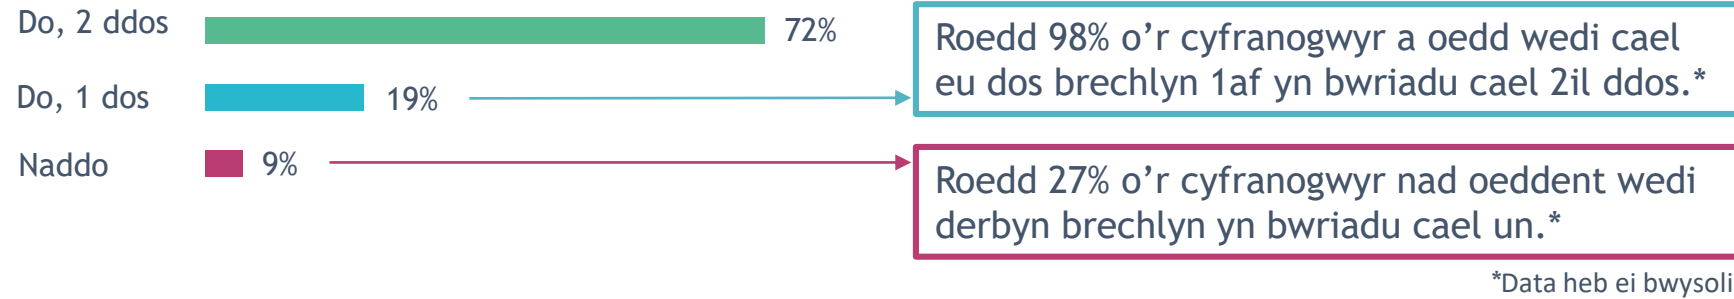 Do, 2 ddos
72%
Roedd 98% o'r cyfranogwyr a oedd wedi cael
eu dos brechlyn 1af yn bwriadu cael 2il ddos.*
Do, 1 dos
19%
Naddo
9%
Roedd 27% o'r cyfranogwyr nad oeddent wedi
derbyn brechlyn yn bwriadu cael un.*
*Data heb ei bwysoli